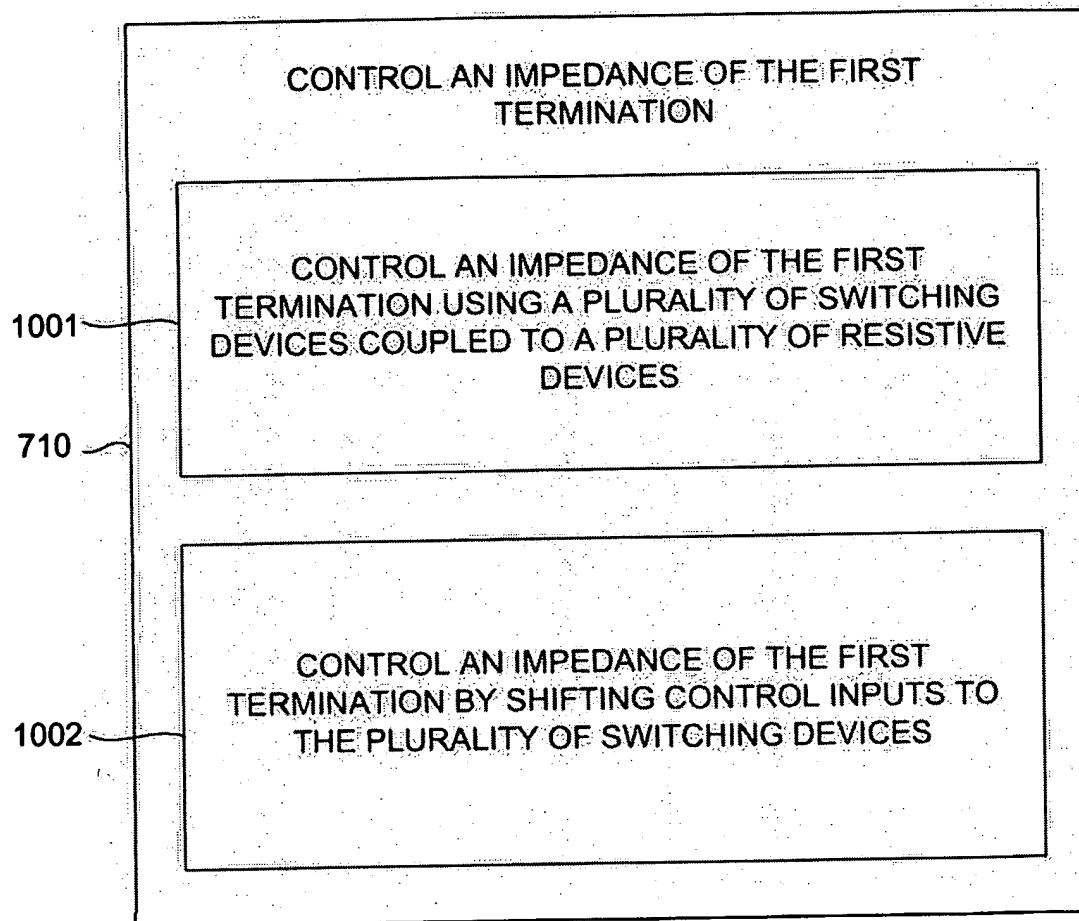 CONTROL AN IMPEDANCE OF THE FIRST
TERMINATION
CONTROL AN IMPEDANCE OF THE FIRST
TERMINATION USING A PLURALITY OF SWITCHING
DEVICES COUPLED TO A PLURALITY OF RESISTIVE
DEVICES
1001
710
CONTROL AN IMPEDANCE OF THE FIRST
TERMINATION BY SHIFTING CONTROL INPUTS TO
THE PLURALITY OF SWITCHING DEVICES
1002